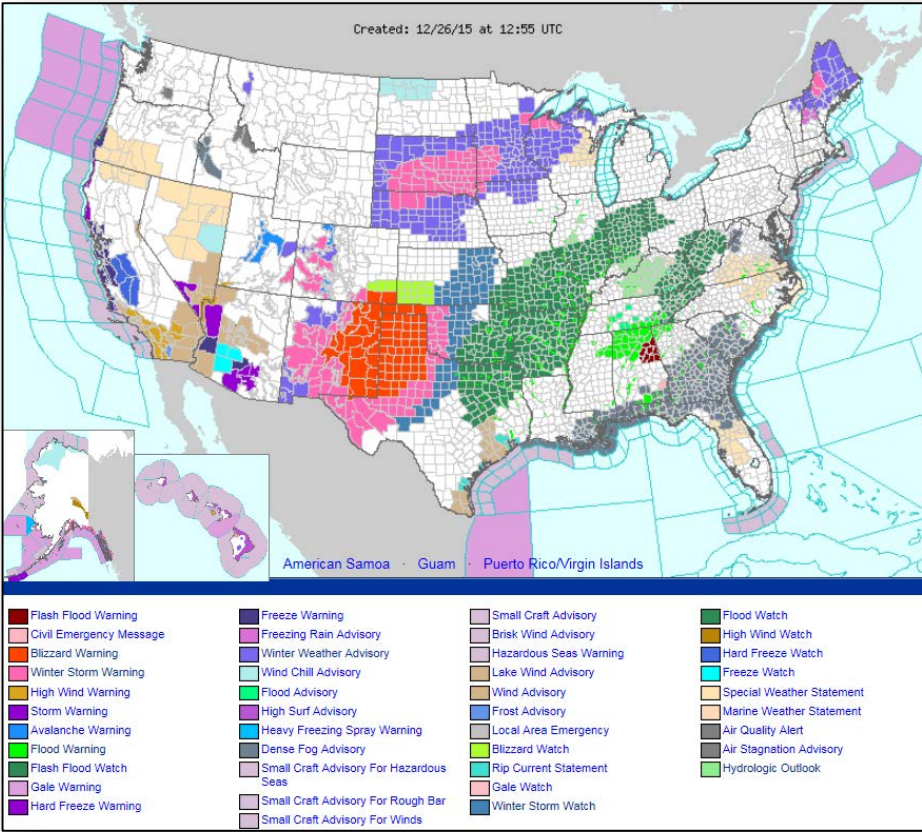 Created: 12/26/15 at 12:55 UTC
American Samoa · Guam · Puerto Rico/Virgin Islands
Flash Flood Warning
Civil Emergency Message
Blizzard Warning
Winter Storm Warning
High Wind Warning
Storm Warning
Avalanche Warning
Flood Warning
Flash Flood Watch
Gale Warning
Hard Freeze Warning
Freeze Warning
Freezing Rain Advisory
Winter Weather Advisory
Wind Chill Advisory
Flood Advisory
High Surf Advisory
Heavy Freezing Spray Warning
Dense Fog Advisory
Small Craft Advisory For Hazardous
Seas
Small Craft Advisory For Rough Bar
Small Craft Advisory For Winds
Small Craft Advisory
Brisk Wind Advisory
Hazardous Seas Warning
Lake Wind Advisory
Wind Advisory
Frost Advisory
Local Area Emergency
Blizzard Watch
Rip Current Statement
Gale Watch
Winter Storm Watch
Flood Watch
High Wind Watch
Hard Freeze Watch
Freeze Watch
Special Weather Statement
Marine Weather Statement
Air Quality Alert
Air Stagnation Advisory
Hydrologic Outlook